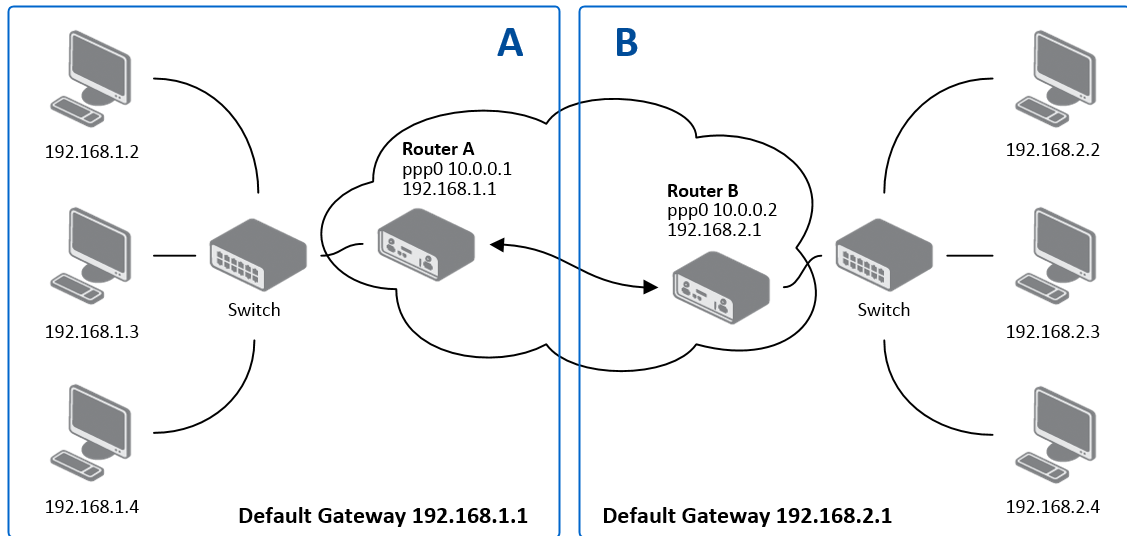 A
B
192.168.1.2
192.168.1.3
192.168.1.4
Switch
Router A
ppp0 10.0.0.1
192.168.1.1
Default Gateway 192.168.1.1
Router B
ppp0 10.0.0.2
192.168.2.1
Switch
192.168.2.2
192.168.2.3
192.168.2.4
Default Gateway 192.168.2.1